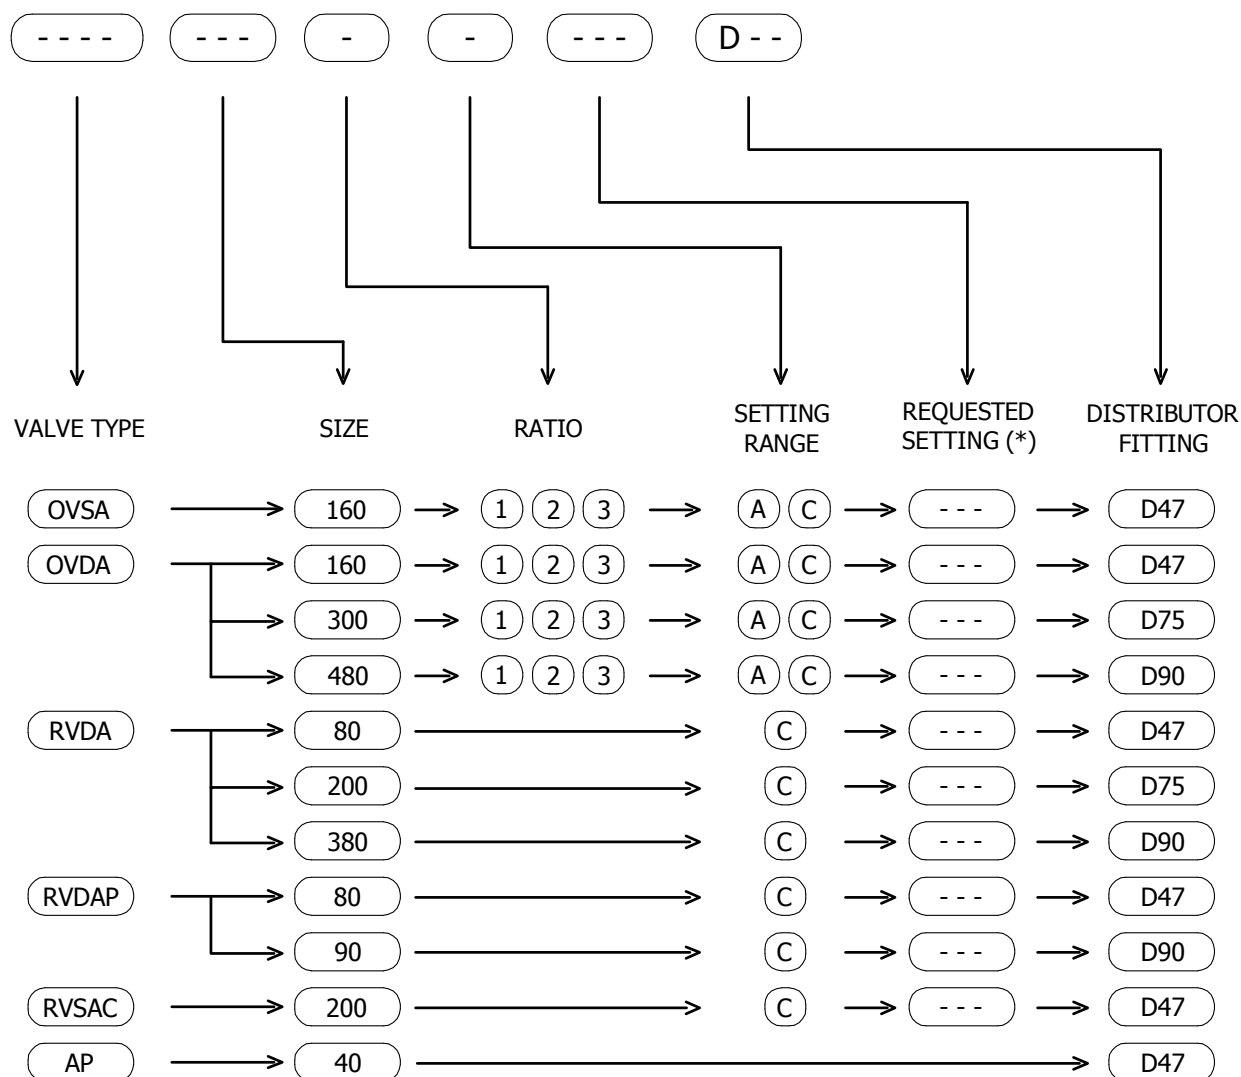 - - - - - - - - - - - - D - -
VALVE TYPE SIZE RATIO SETTING RANGE REQUESTED SETTING (*) DISTRIBUTOR FITTING
OVSA 160 1 2 3 A C - - - D47
OVDA 160 1 2 3 A C - - - D47
300 1 2 3 A C - - - D75
480 1 2 3 A C - - - D90
RVDA 80 C - - - D47
200 C - - - D75
380 C - - - D90
RVDAP 80 C - - - D47
90 C - - - D90
RVSAC 200 C - - - D47
AP 40 D47